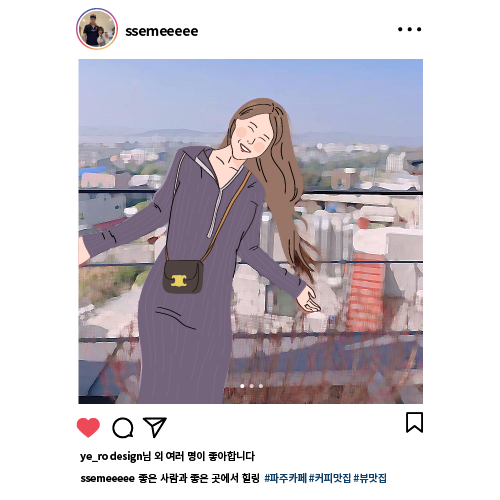 ssemeeeee
ye_ro design님 외 여러 명이 좋아합니다
ssemeeeee 좋은 사람과 좋은 곳에서 힐링 #파주카페 #커피맛집 #뷰맛집